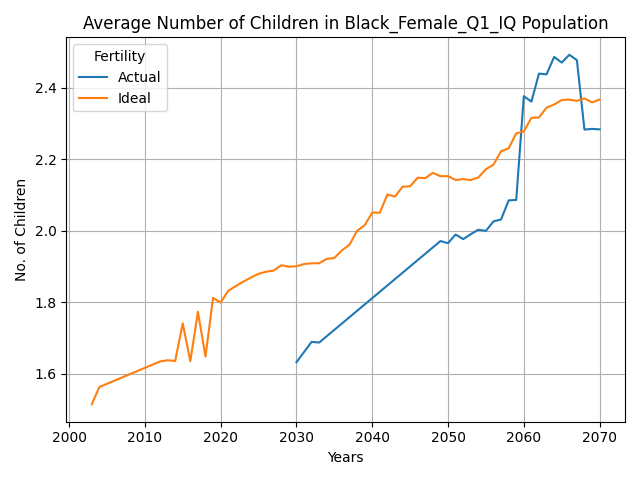 Average Number of Children in Black_Female_Q1_IQ Population
Fertility
Actual
Ideal
No. of Children
2.4
2.2
2.0
1.8
1.6
2000 2010 2020 2030 2040 2050 2060 2070
Years